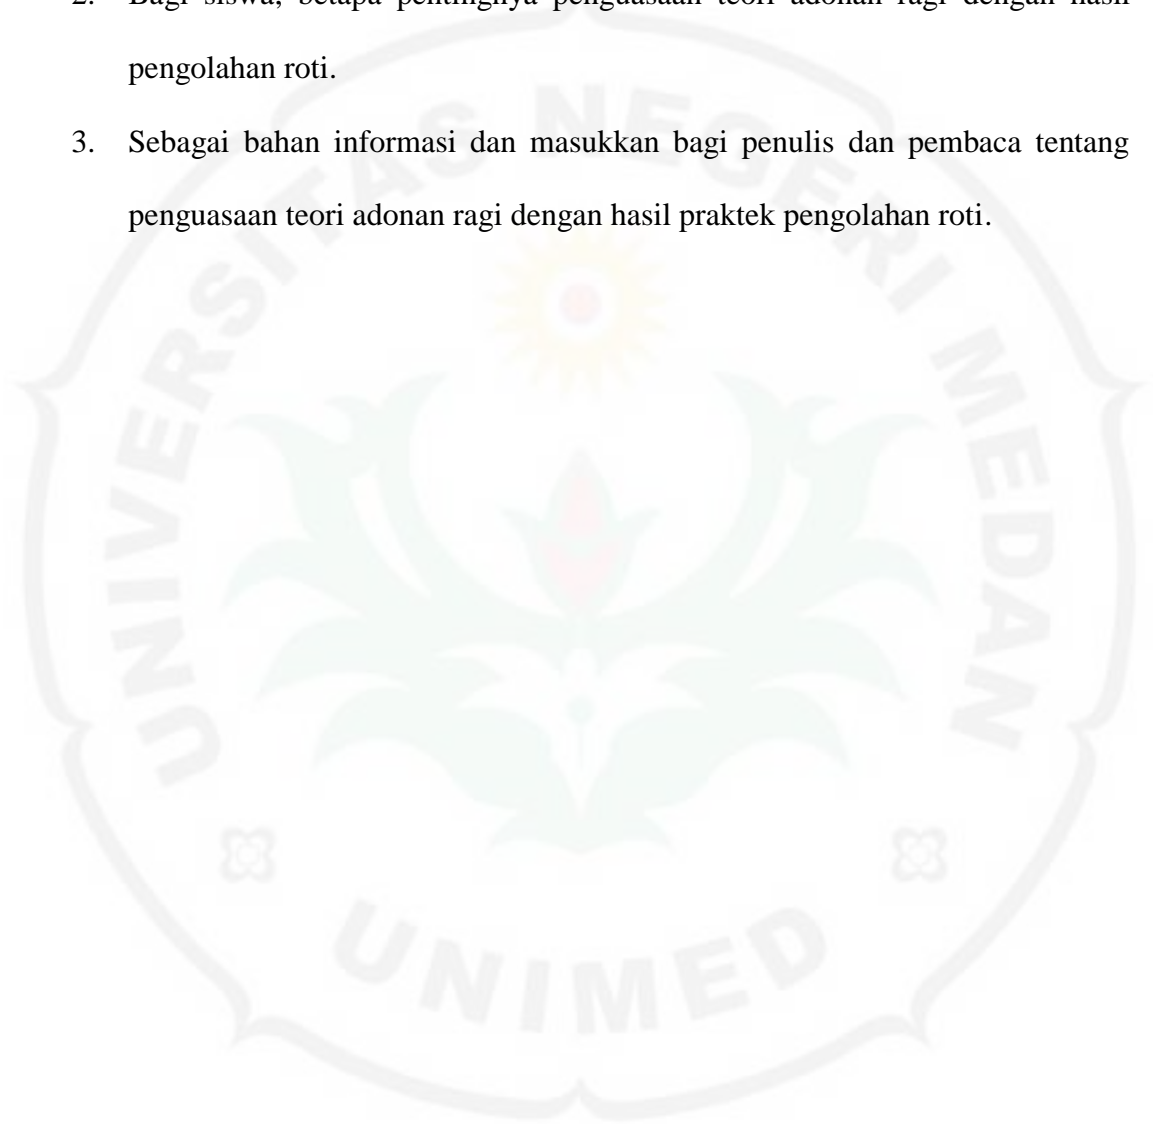 2. Bagi siswa, betapa pentingnya penguasaan teori adonan ragi dengan hasil
pengolahan roti.
3. Sebagai bahan informasi dan masukkan bagi penulis dan pembaca tentang
penguasaan teori adonan ragi dengan hasil praktek pengolahan roti.
UNIVERSITAS NEGERI MEDAN
UNIMED